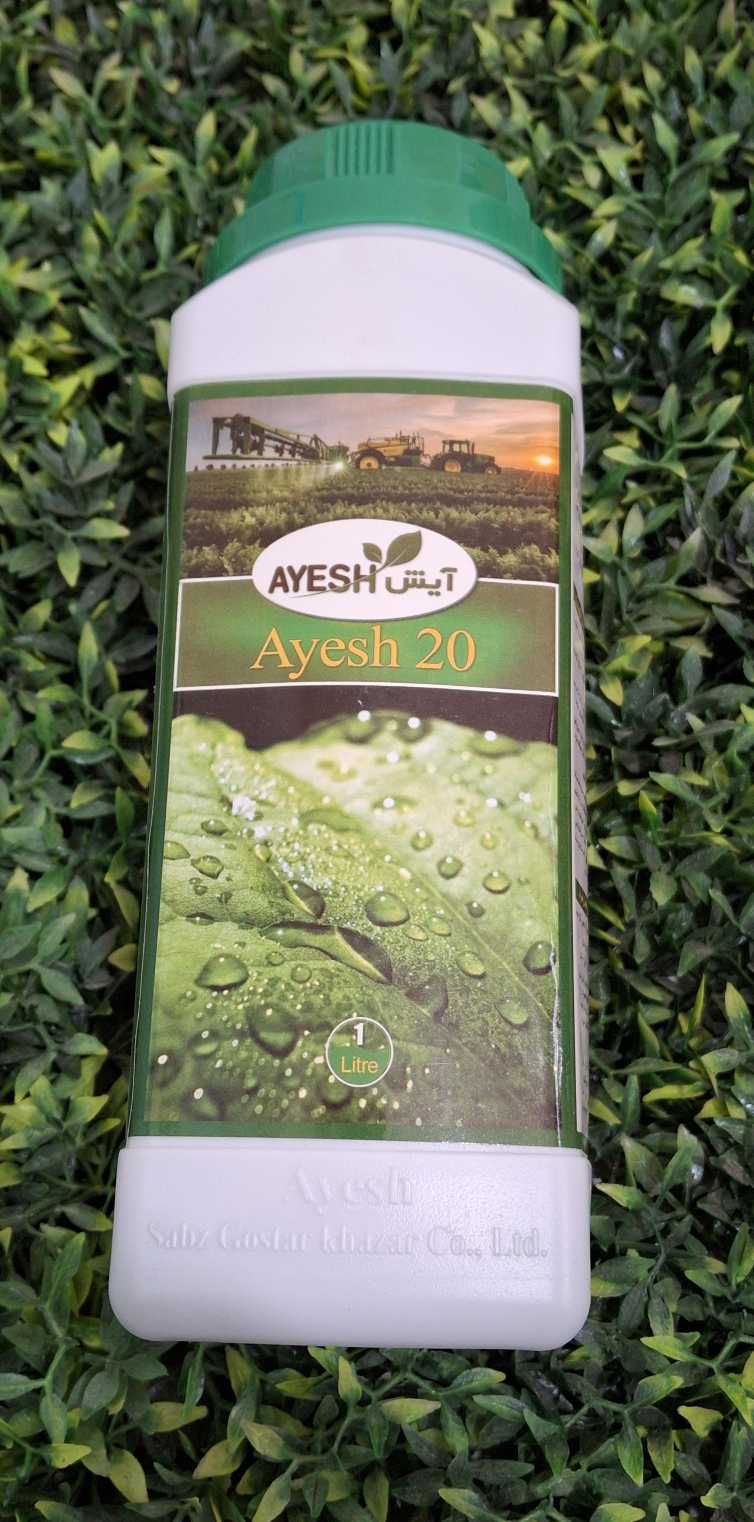 AYESH آیش
Ayesh 20
1
Litre
Ayesh
Sabz Gostar khazar Co., Ltd.